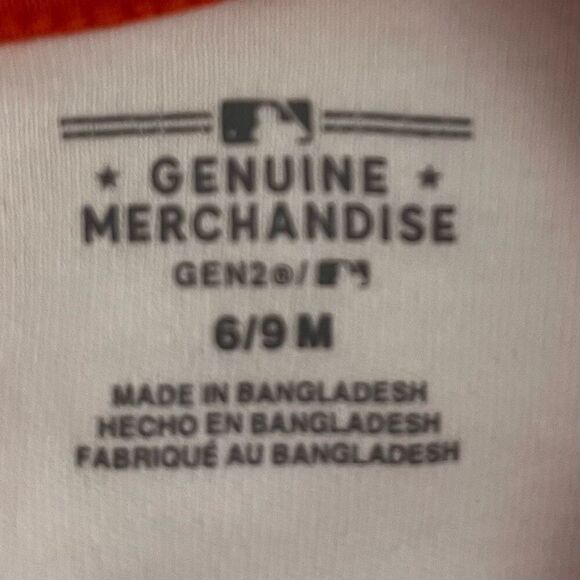 ★ GENUINE ★
MERCHANDISE
GEN2®/
6/9 M
MADE IN BANGLADESH
HECHO EN BANGLADESH
FABRIQUÉ AU BANGLADESH